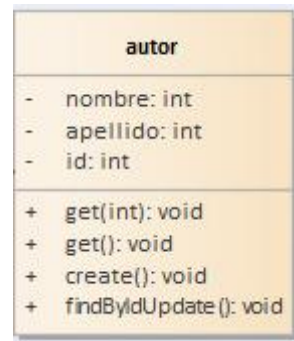 autor
- nombre: int
- apellido: int
- id: int
+ get(int): void
+ get(): void
+ create(): void
+ findByIdUpdate(): void